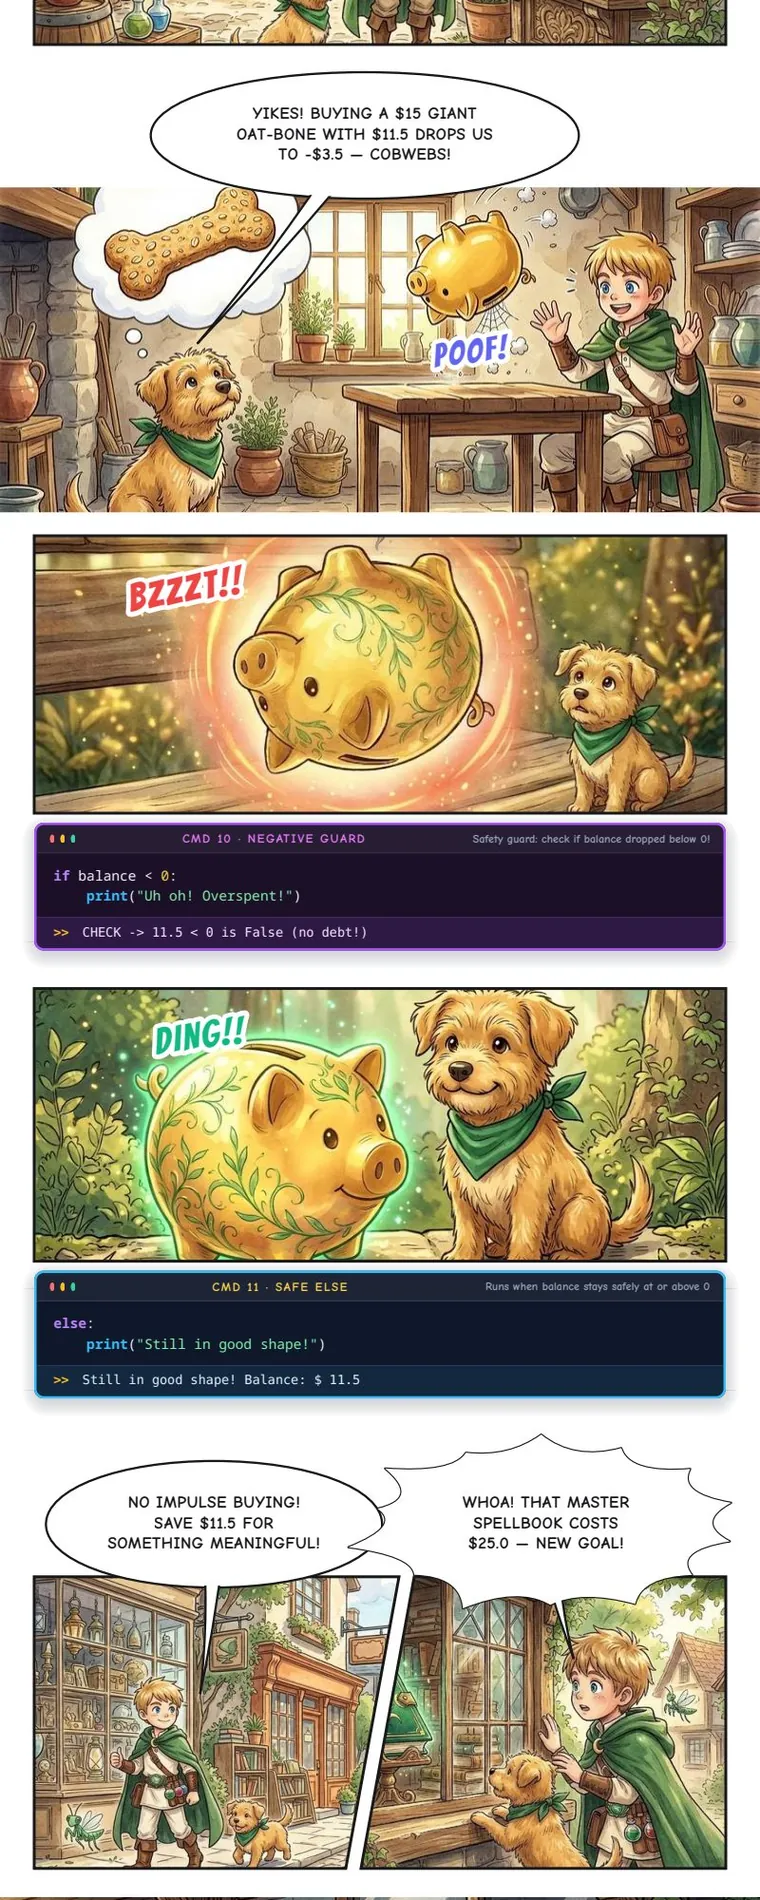 YIKES! BUYING A $15 GIANT
OAT-BONE WITH $11.5 DROPS US
TO -$3.5 — COBWEBS!
POOF!
BZZZT!!
CMD 10 · NEGATIVE GUARD
Safety guard: check if balance dropped below 0!
if balance < 0:
    print("Uh oh! Overspent!")
>> CHECK -> 11.5 < 0 is False (no debt!)
DING!!
CMD 11 · SAFE ELSE
Runs when balance stays safely at or above 0
else:
    print("Still in good shape!")
>> Still in good shape! Balance: $ 11.5
NO IMPULSE BUYING!
SAVE $11.5 FOR
SOMETHING MEANINGFUL!
WHOA! THAT MASTER
SPELLBOOK COSTS
$25.0 — NEW GOAL!